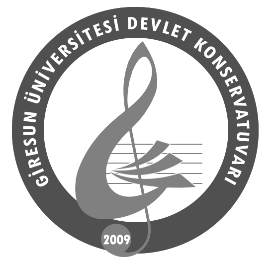 GİRESUN ÜNİVERSİTESİ DEVLET KONSERVATUVARI
2009